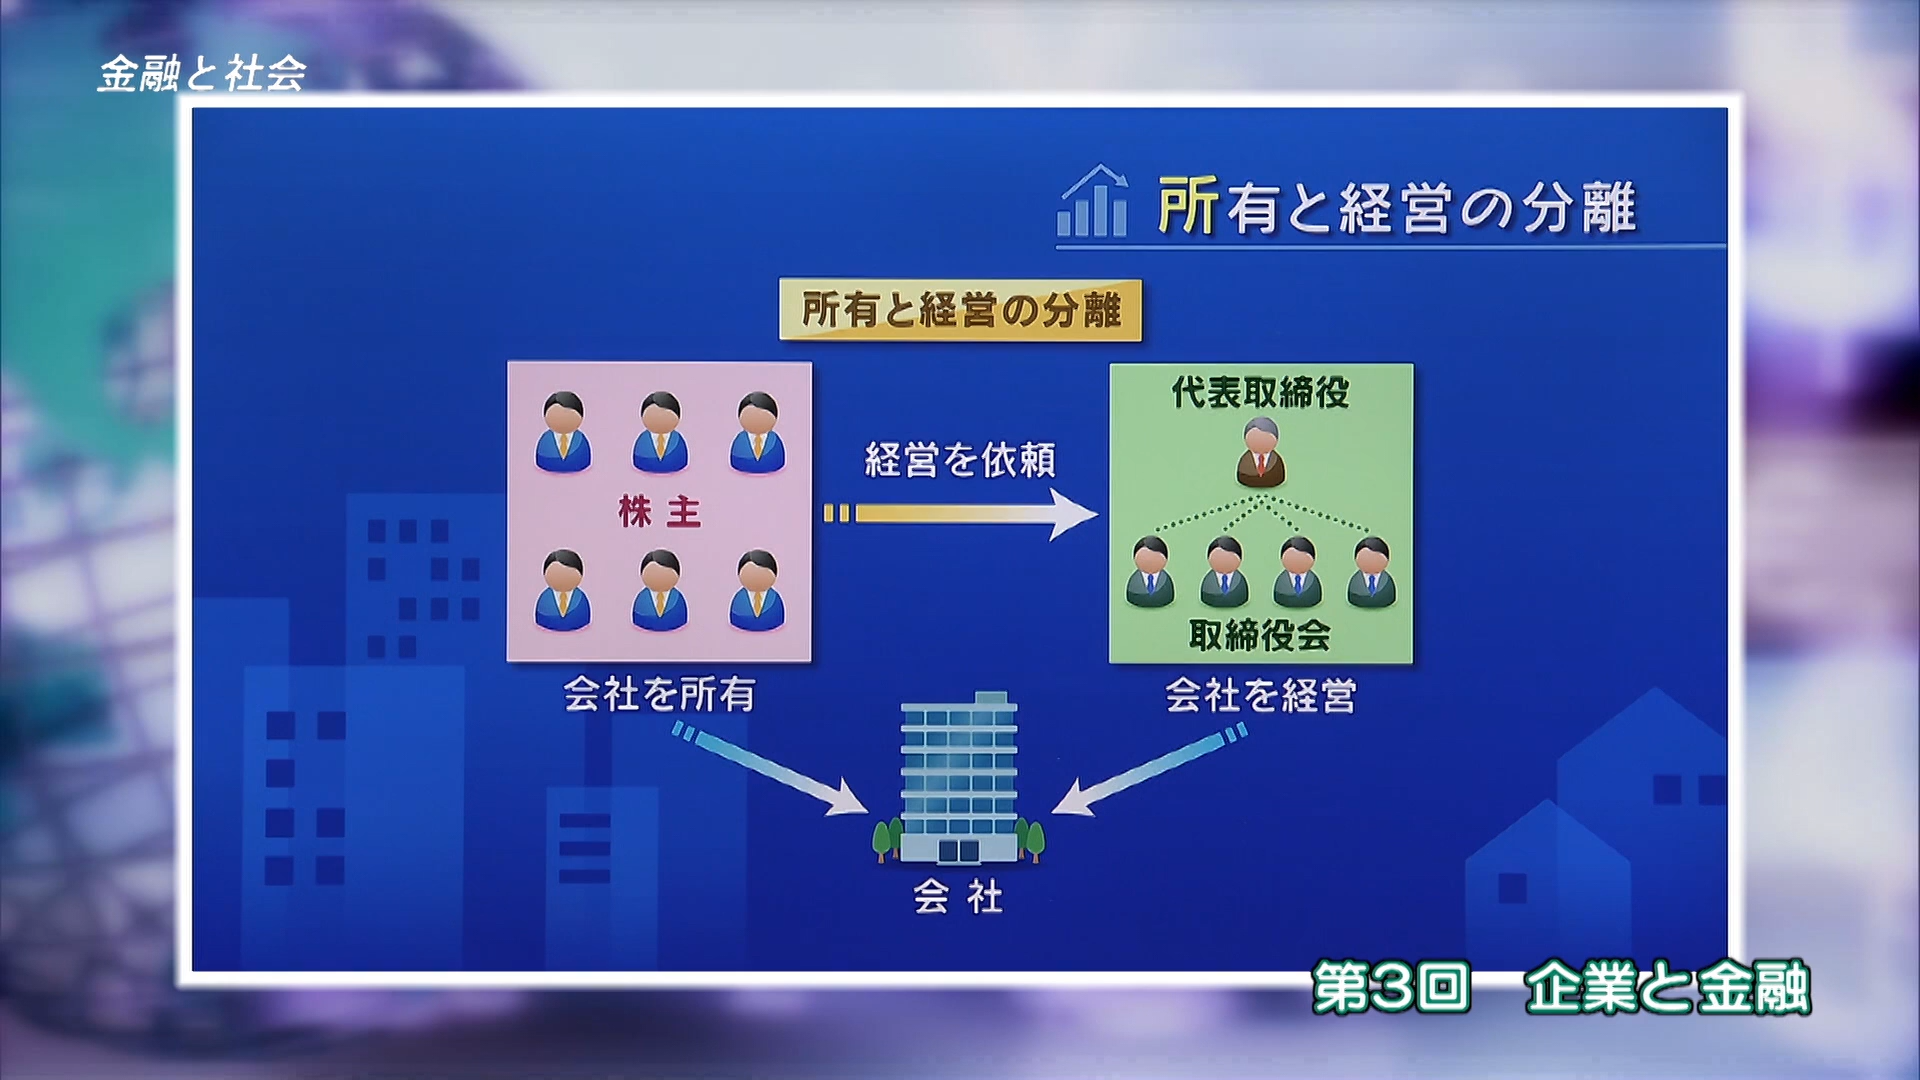 金融と社会
所有と経営の分離
所有と経営の分離
代表取締役
経営を依頼
株主
取締役会
会社を所有
会社を経営
会社
第3回 企業と金融